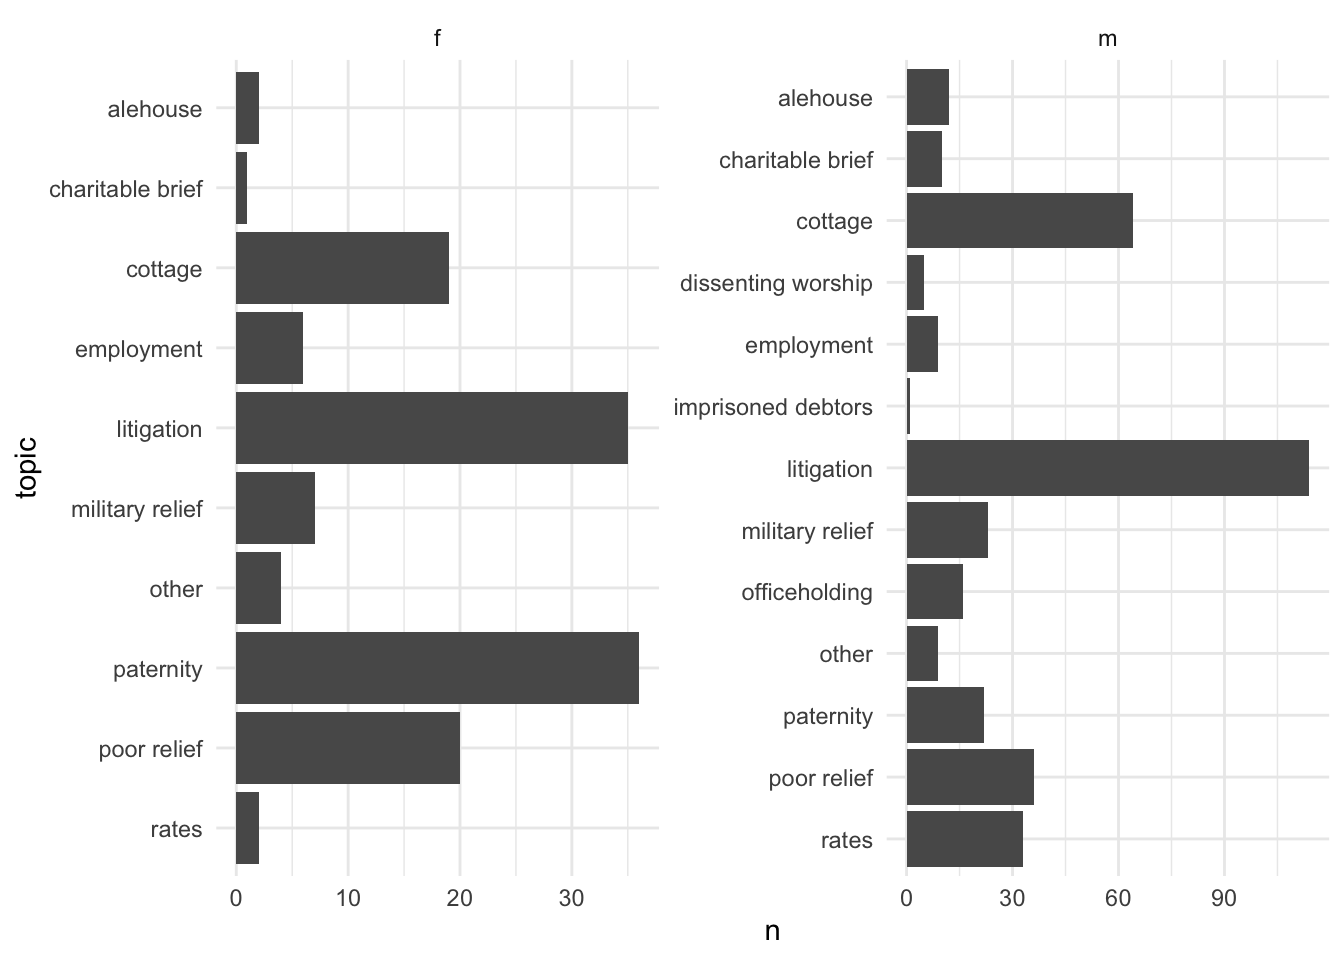 f
m
topic
alehouse
charitable brief
cottage
employment
litigation
military relief
other
paternity
poor relief
rates
0 10 20 30
alehouse
charitable brief
cottage
dissenting worship
employment
imprisoned debtors
litigation
military relief
officeholding
other
paternity
poor relief
rates
0 30 60 90
n